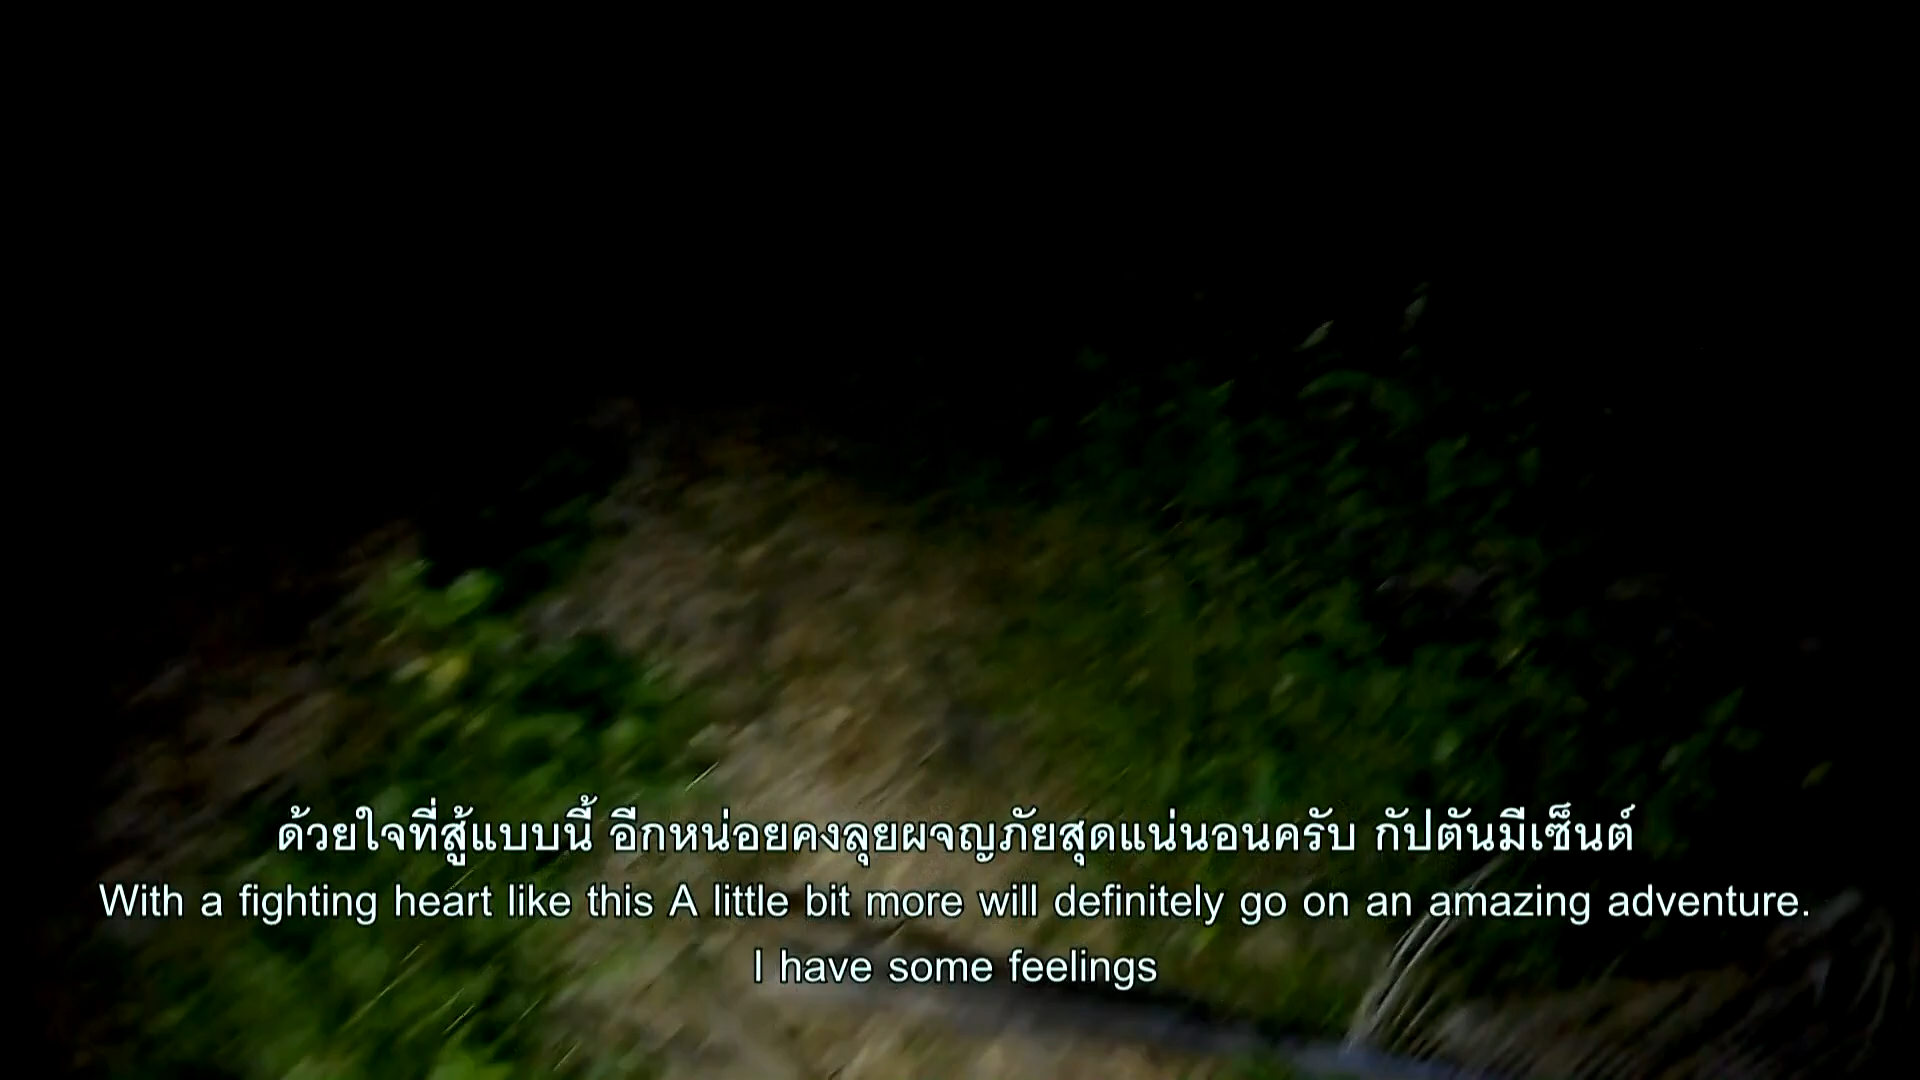 ด้วยใจที่สู้แบบนี้ อีกหน่อยคงลุยผจญภัยสุดแน่นอนครับ กัปตันมีเซ็นต์
With a fighting heart like this A little bit more will definitely go on an amazing adventure.
I have some feelings